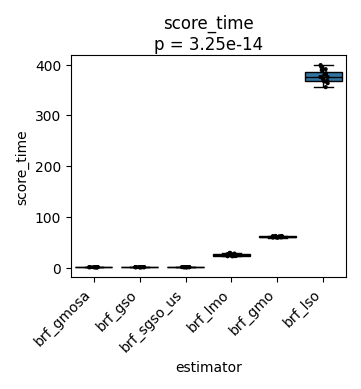 score_time
p = 3.25e-14
score_time
400
300
200
100
0
brf_gmosa
brf_gso
brf_sgso_us
brf_lmo
brf_gmo
brf_lso
estimator